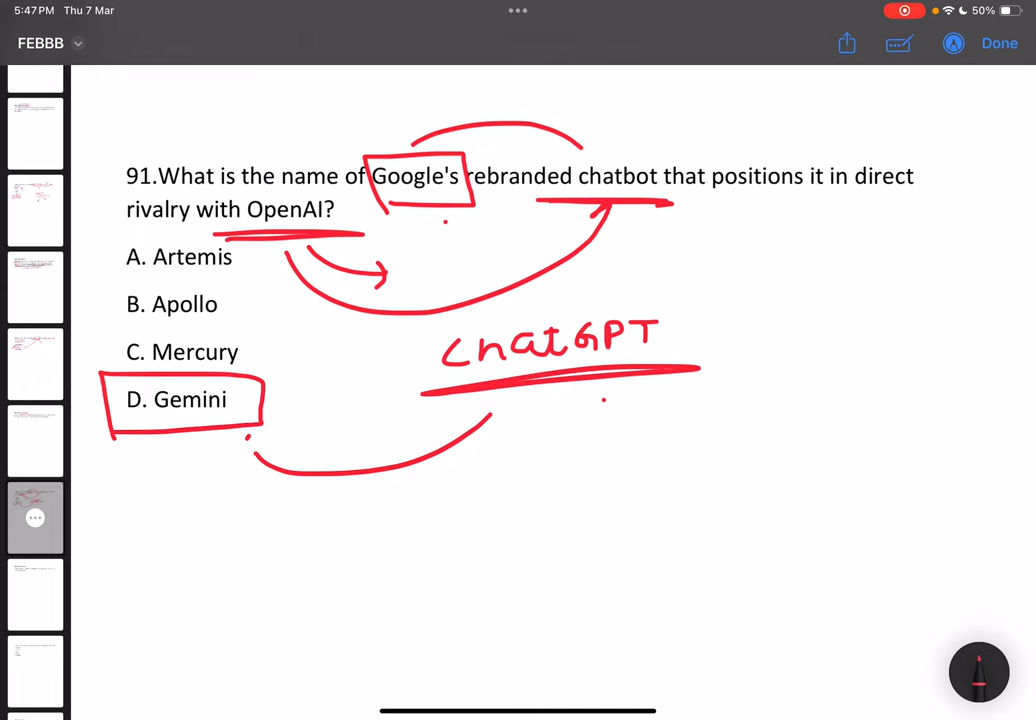 5:47 PM Thu 7 Mar
50%
FEBBB
Done
91.What is the name of Google's rebranded chatbot that positions it in direct
rivalry with OpenAI?
A. Artemis
B. Apollo
C. Mercury
D. Gemini
ChatGPT